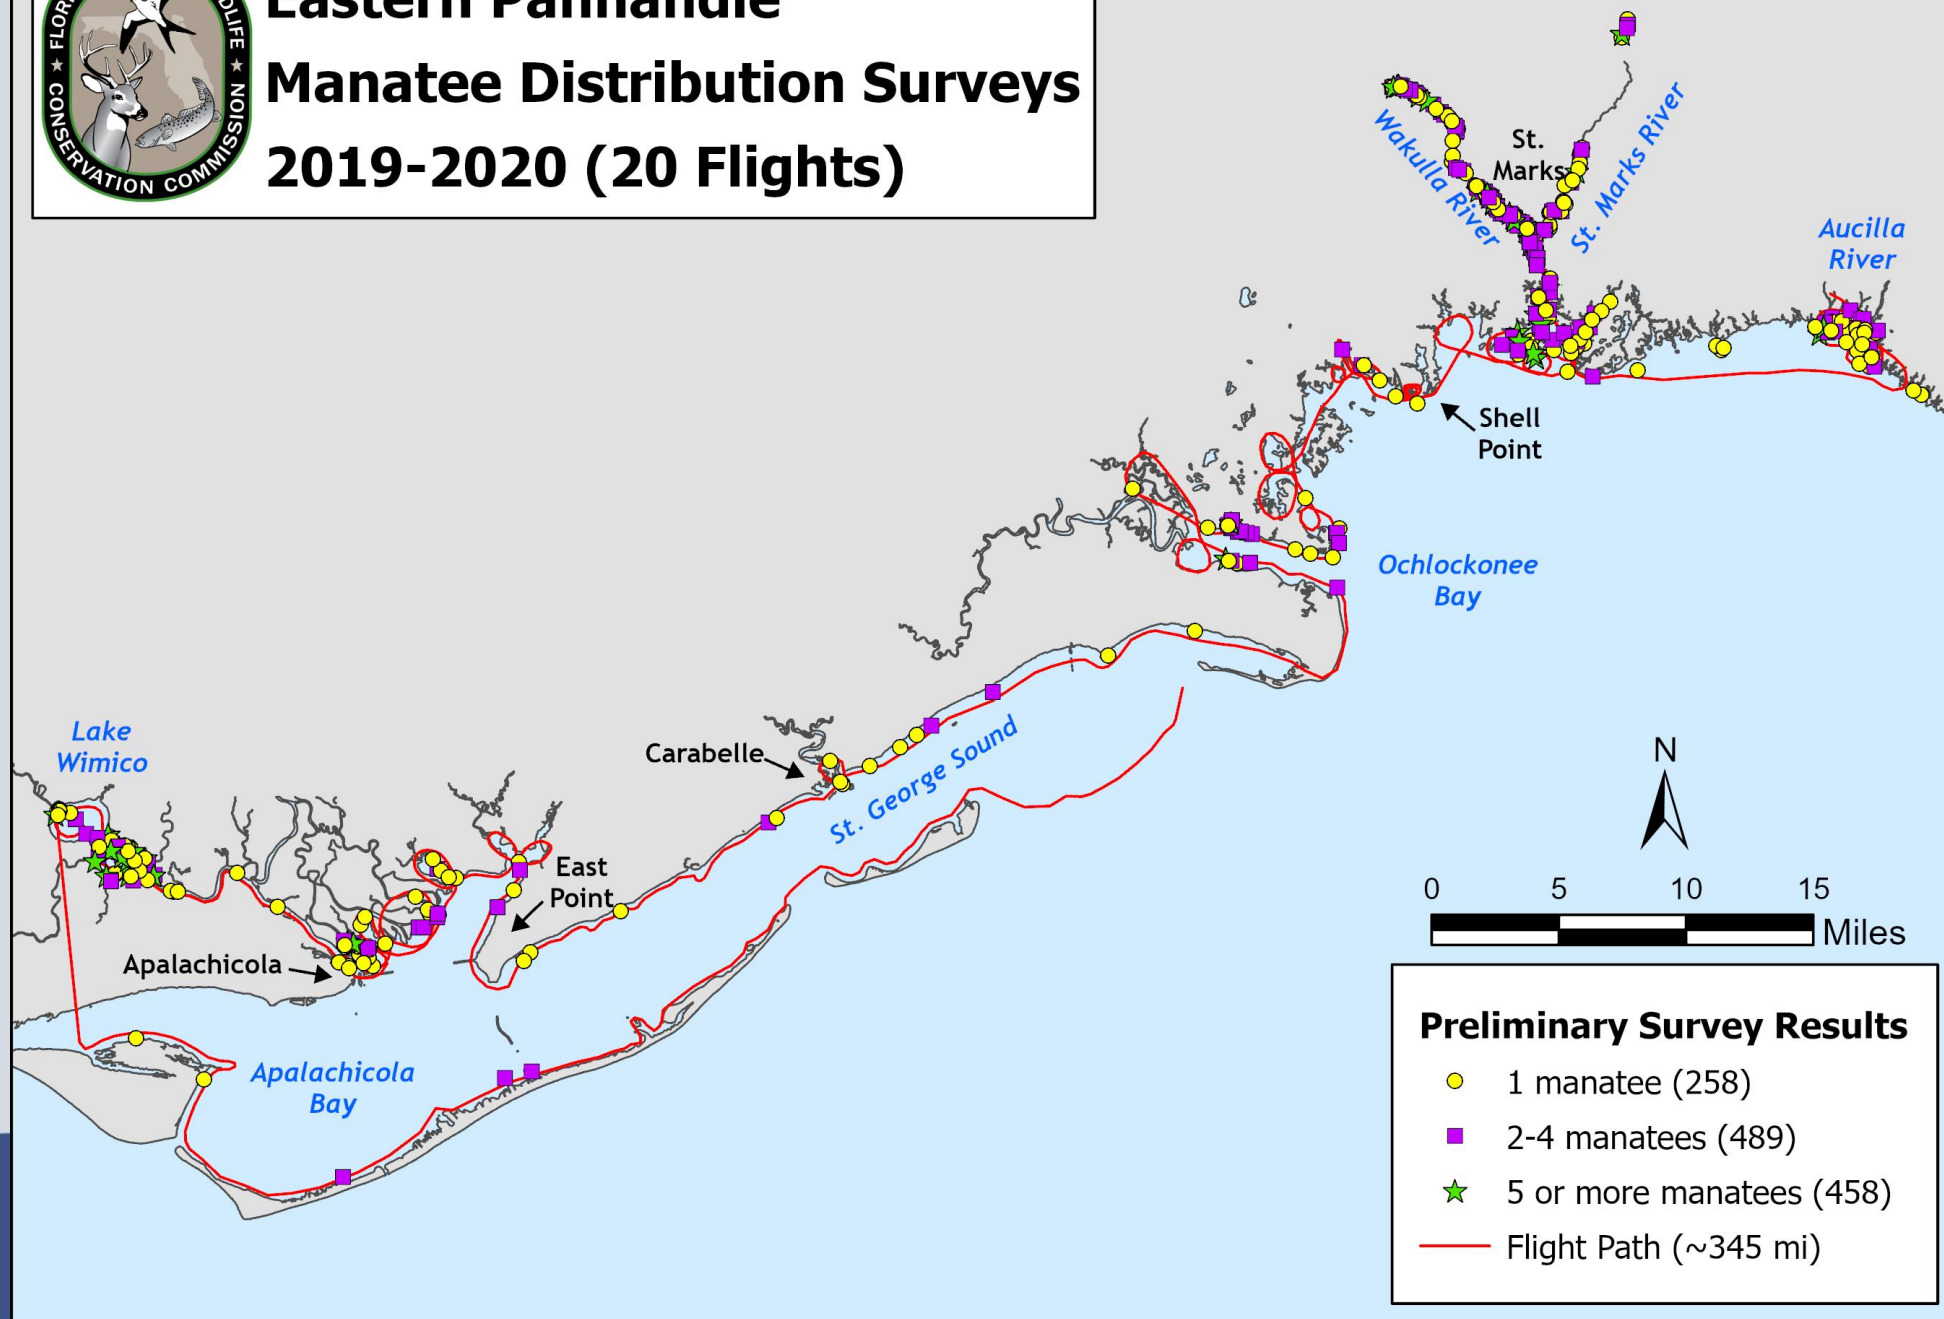 Eastern Panhandle
Manatee Distribution Surveys
2019-2020 (20 Flights)
CONSERVATION COMMISSION
Wakulla River
St.
Marks
St. Marks River
Aucilla
River
Shell
Point
Ochlockonee
Bay
Lake
Wimico
Carabelle
St. George Sound
East
Point
Apalachicola
Apalachicola
Bay
N
0 5 10 15
Miles
Preliminary Survey Results
1 manatee (258)
2-4 manatees (489)
5 or more manatees (458)
Flight Path (~345 mi)